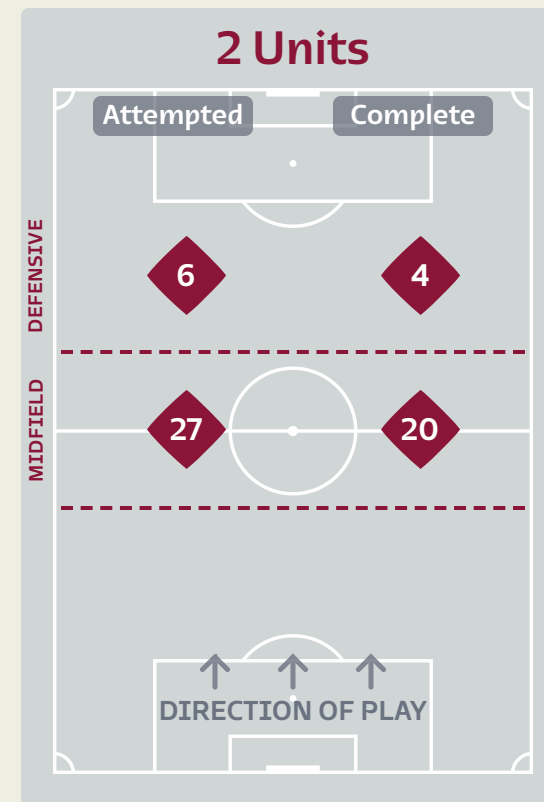 2 Units
Attempted
Complete
DEFENSIVE
6
4
MIDFIELD
27
20
DIRECTION OF PLAY